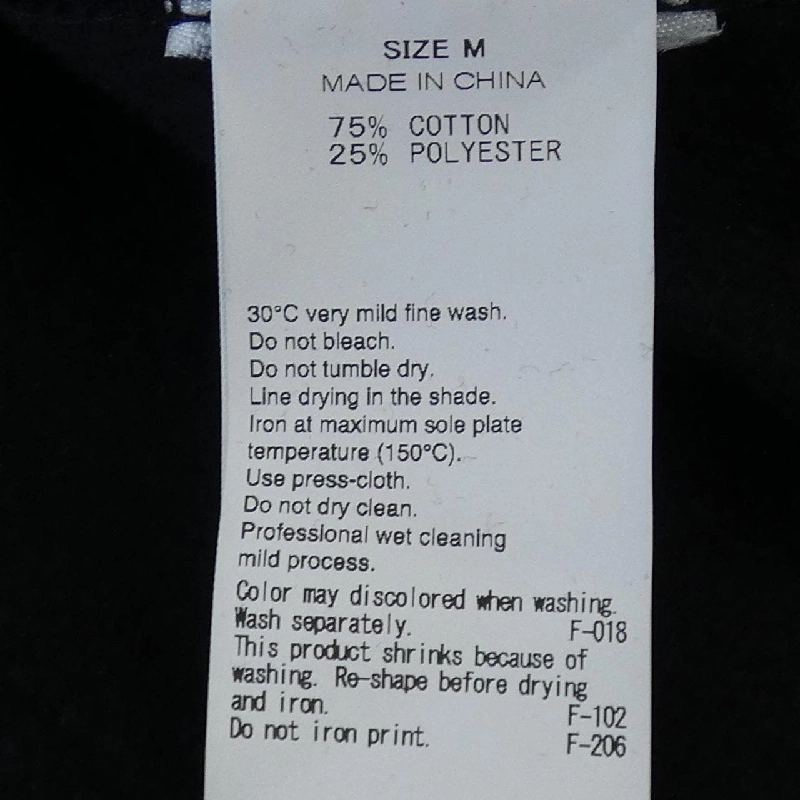 SIZE M
MADE IN CHINA
75% COTTON
25% POLYESTER
30°C very mild fine wash.
Do not bleach.
Do not tumble dry.
Line drying in the shade.
Iron at maximum sole plate
temperature (150°C).
Use press-cloth.
Do not dry clean.
Professional wet cleaning
mild process.
Color may discolored when washing.
Wash separately. F-018
This product shrinks because of
washing. Re-shape before drying
and iron. F-102
Do not iron print. F-206